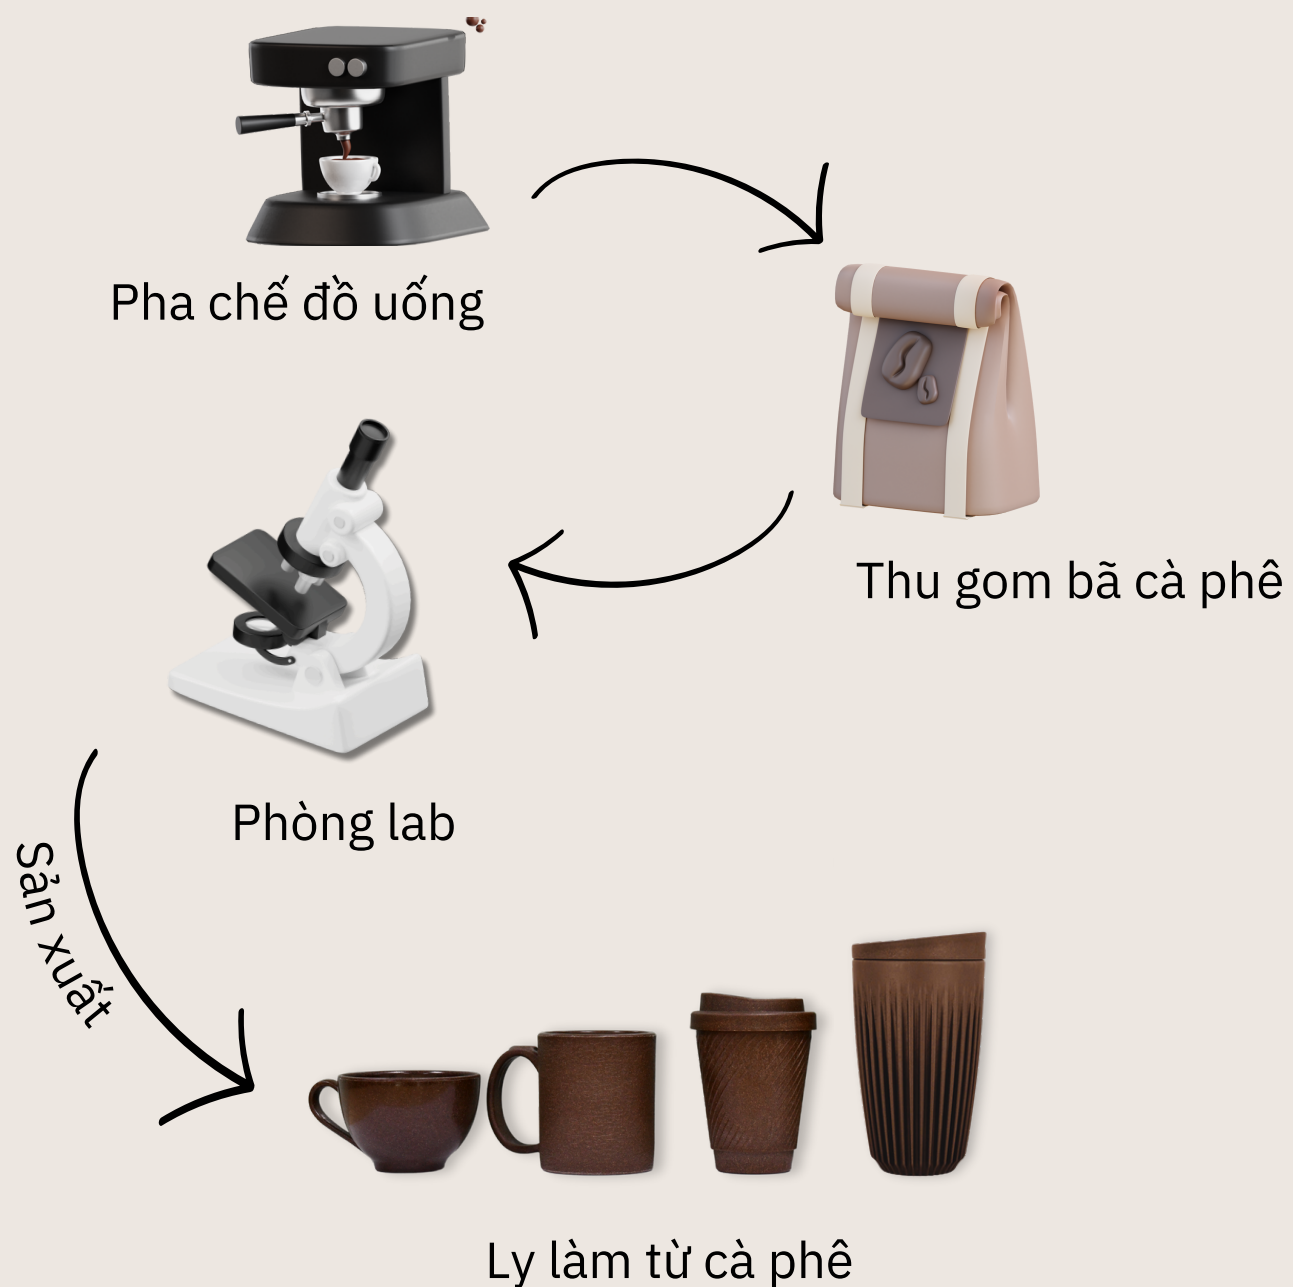 Pha chế đồ uống
Thu gom bã cà phê
Phòng lab
Sản xuất
Ly làm từ cà phê